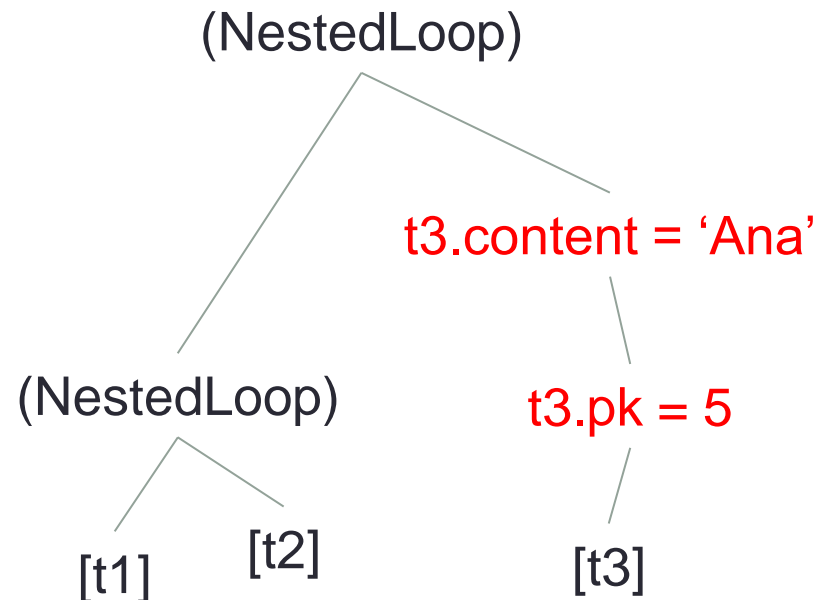 (NestedLoop)
t3.content = ‘Ana’
(NestedLoop)
t3.pk = 5
[t1]
[t2]
[t3]